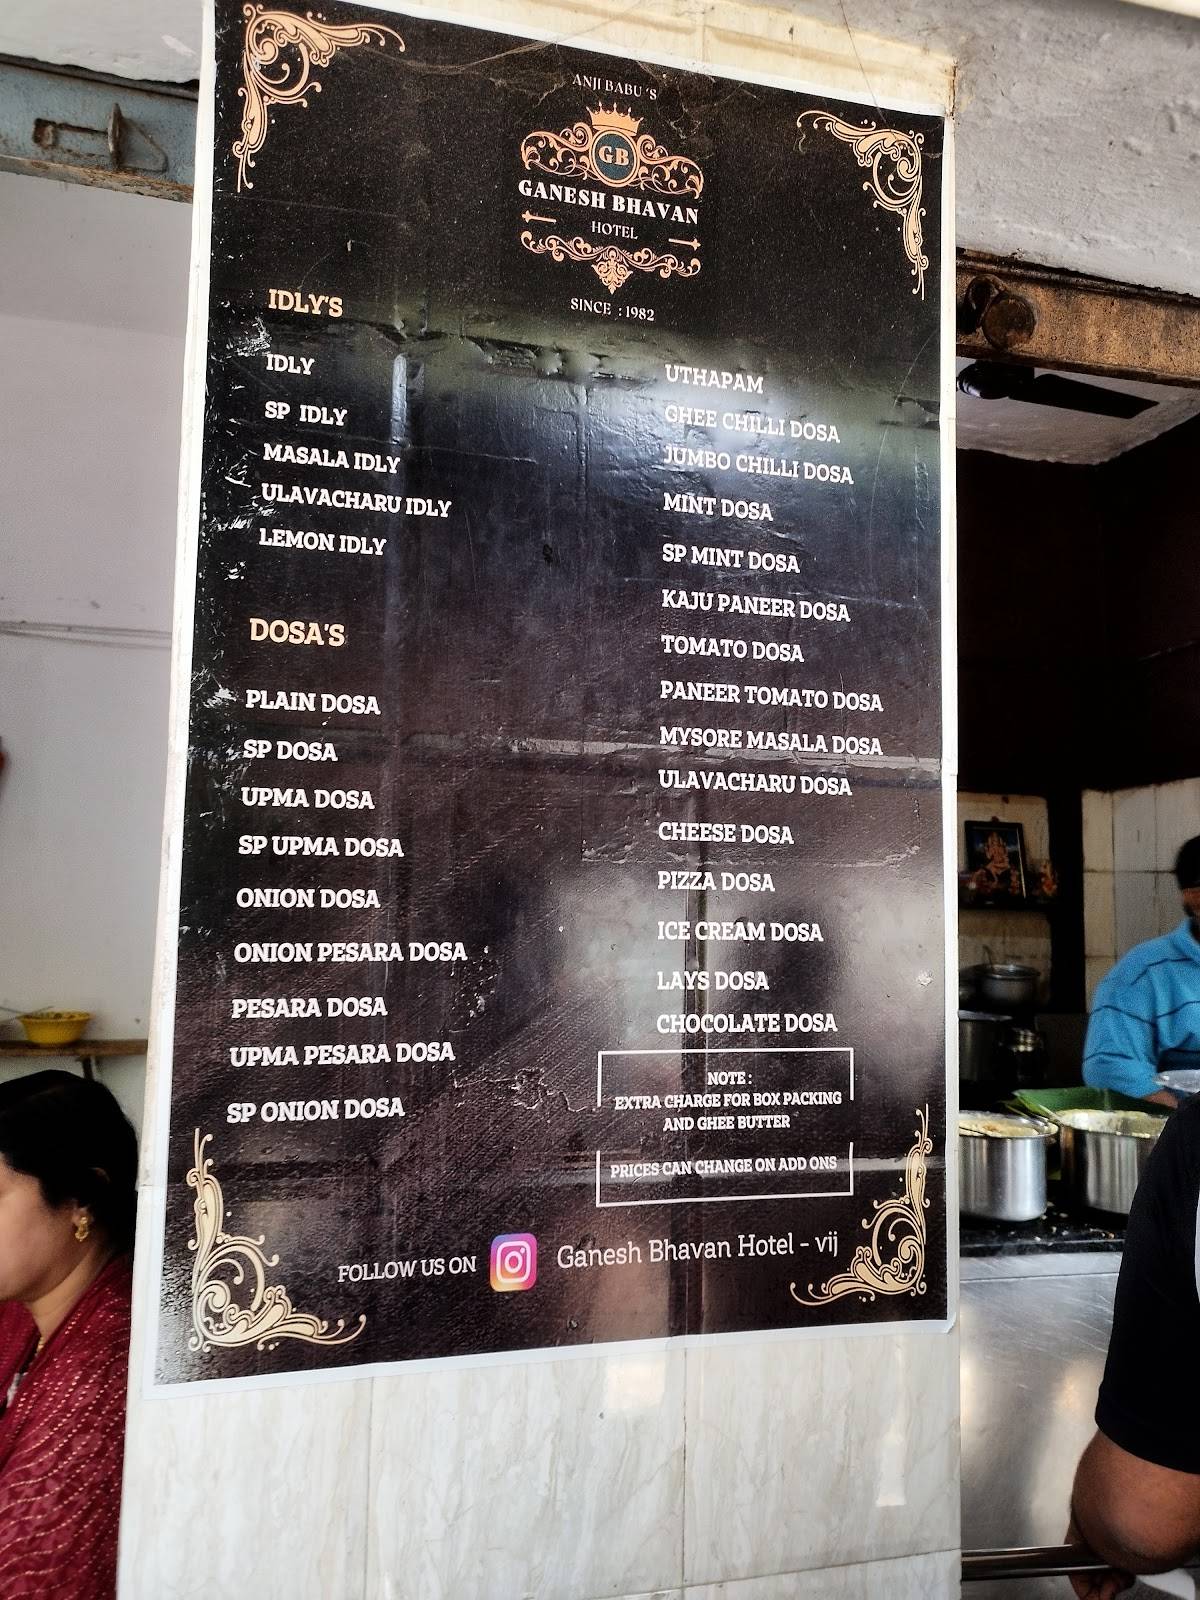 ANJI BABU 'S
GB
GANESH BHAVAN
HOTEL
SINCE : 1982
IDLY'S
IDLY
SP IDLY
MASALA IDLY
ULAVACHARU IDLY
LEMON IDLY
DOSA'S
PLAIN DOSA
SP DOSA
UPMA DOSA
SP UPMA DOSA
ONION DOSA
ONION PESARA DOSA
PESARA DOSA
UPMA PESARA DOSA
SP ONION DOSA
UTHAPAM
GHEE CHILLI DOSA
JUMBO CHILLI DOSA
MINT DOSA
SP MINT DOSA
KAJU PANEER DOSA
TOMATO DOSA
PANEER TOMATO DOSA
MYSORE MASALA DOSA
ULAVACHARU DOSA
CHEESE DOSA
PIZZA DOSA
ICE CREAM DOSA
LAYS DOSA
CHOCOLATE DOSA
NOTE :
EXTRA CHARGE FOR BOX PACKING
AND GHEE BUTTER
PRICES CAN CHANGE ON ADD ONS
FOLLOW US ON Ganesh Bhavan Hotel - vij